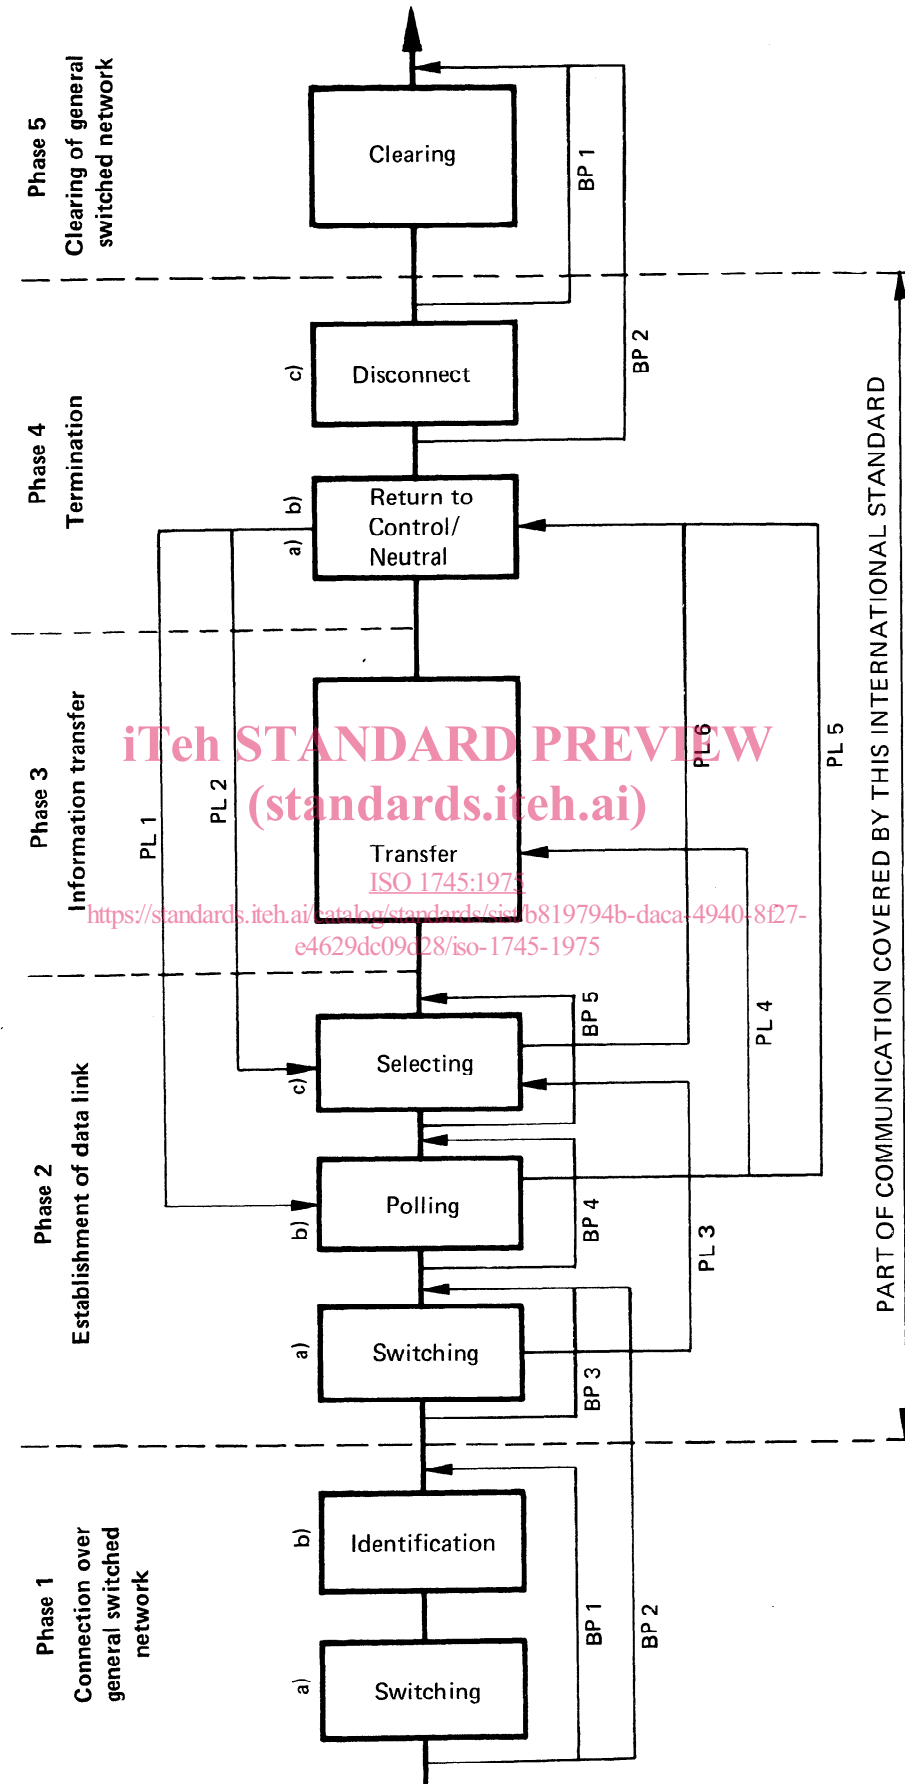 Phase 5
Clearing of general
switched network
Clearing
BP 1
Phase 4
Termination
c)
Disconnect
BP 2
a)
b)
Return to
Control/
Neutral
Phase 3
Information transfer
PL 1
PL 2
Transfer
PL 6
PL 5
iTeh STANDARD PREVIEW
(standards.iteh.ai)
ISO 1745:1975
https://standards.iteh.ai/catalog/standards/sist/b819794b-daca-4940-8f27-
e4629dc09d28/iso-1745-1975
Phase 2
Establishment of data link
c)
Selecting
BP 5
PL 4
b)
Polling
BP 4
PL 3
a)
Switching
BP 3
PART OF COMMUNICATION COVERED BY THIS INTERNATIONAL STANDARD
Phase 1
Connection over
general switched
network
b)
Identification
a)
Switching
BP 1
BP 2